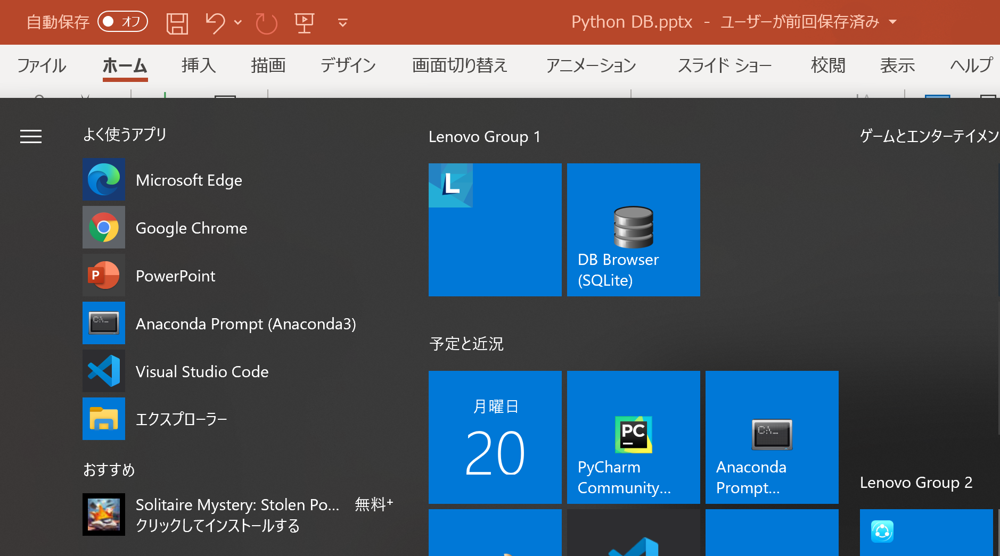 自動保存 オフ
Python DB.pptx - ユーザーが前回保存済み
ファイル ホーム 挿入 描画 デザイン 画面切り替え アニメーション スライド ショー 校閲 表示 ヘルプ
よく使うアプリ
Microsoft Edge
Google Chrome
P
PowerPoint
C:\_
Anaconda Prompt (Anaconda3)
Visual Studio Code
エクスプローラー
おすすめ
Solitaire Mystery: Stolen Po... 無料+
クリックしてインストールする
Lenovo Group 1
L
DB Browser
(SQLite)
予定と近況
月曜日
20
PC
PyCharm
Community...
C:\_
Anaconda
Prompt...
ゲームとエンターテイメン
Lenovo Group 2